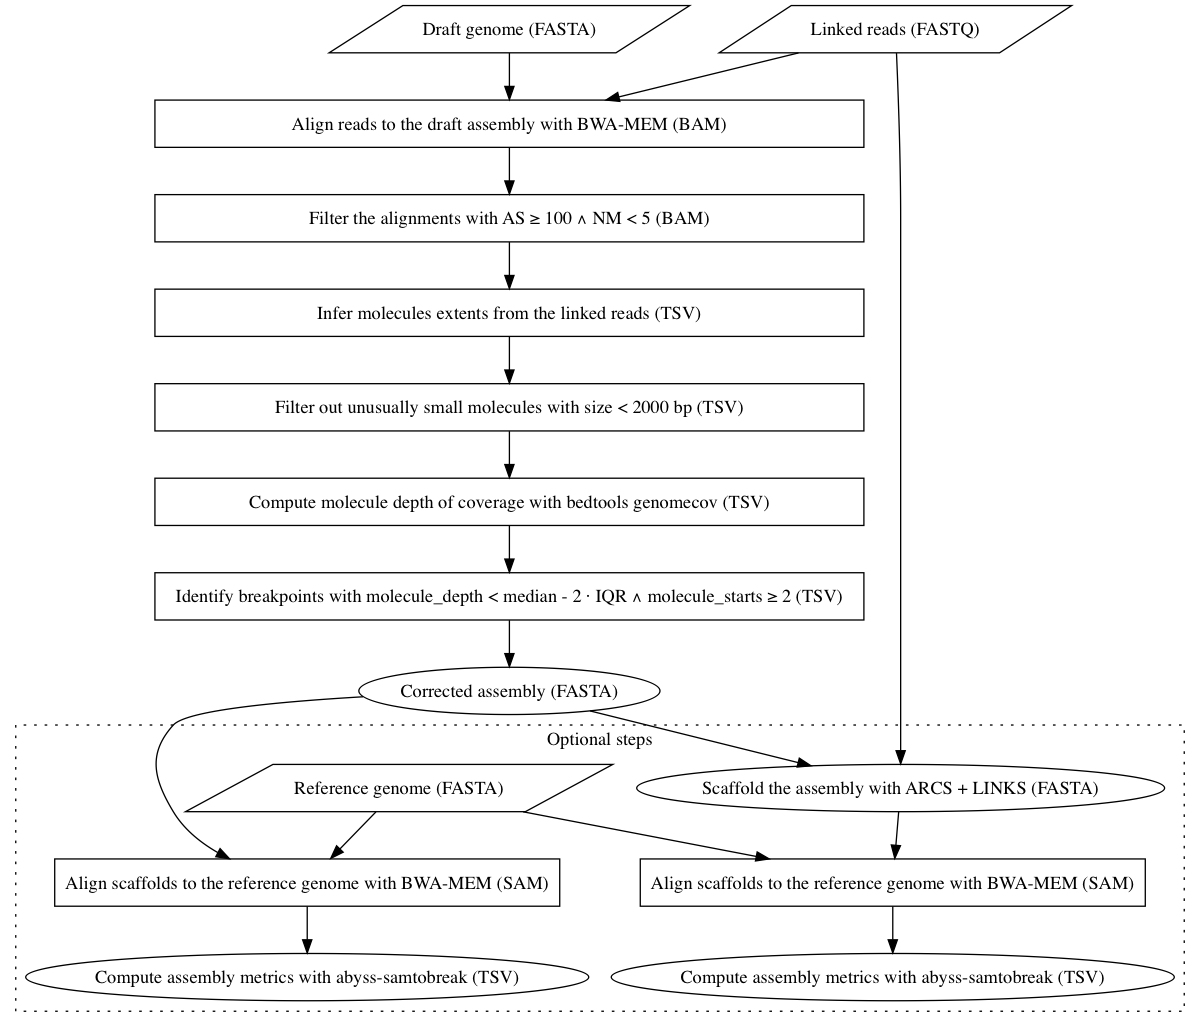 Draft genome (FASTA)
Linked reads (FASTQ)
Align reads to the draft assembly with BWA-MEM (BAM)
Filter the alignments with AS ≥ 100 ∧ NM < 5 (BAM)
Infer molecules extents from the linked reads (TSV)
Filter out unusually small molecules with size < 2000 bp (TSV)
Compute molecule depth of coverage with bedtools genomecov (TSV)
Identify breakpoints with molecule_depth < median - 2 · IQR ∧ molecule_starts ≥ 2 (TSV)
Corrected assembly (FASTA)
Optional steps
Reference genome (FASTA)
Scaffold the assembly with ARCS + LINKS (FASTA)
Align scaffolds to the reference genome with BWA-MEM (SAM)
Align scaffolds to the reference genome with BWA-MEM (SAM)
Compute assembly metrics with abyss-samtobreak (TSV)
Compute assembly metrics with abyss-samtobreak (TSV)